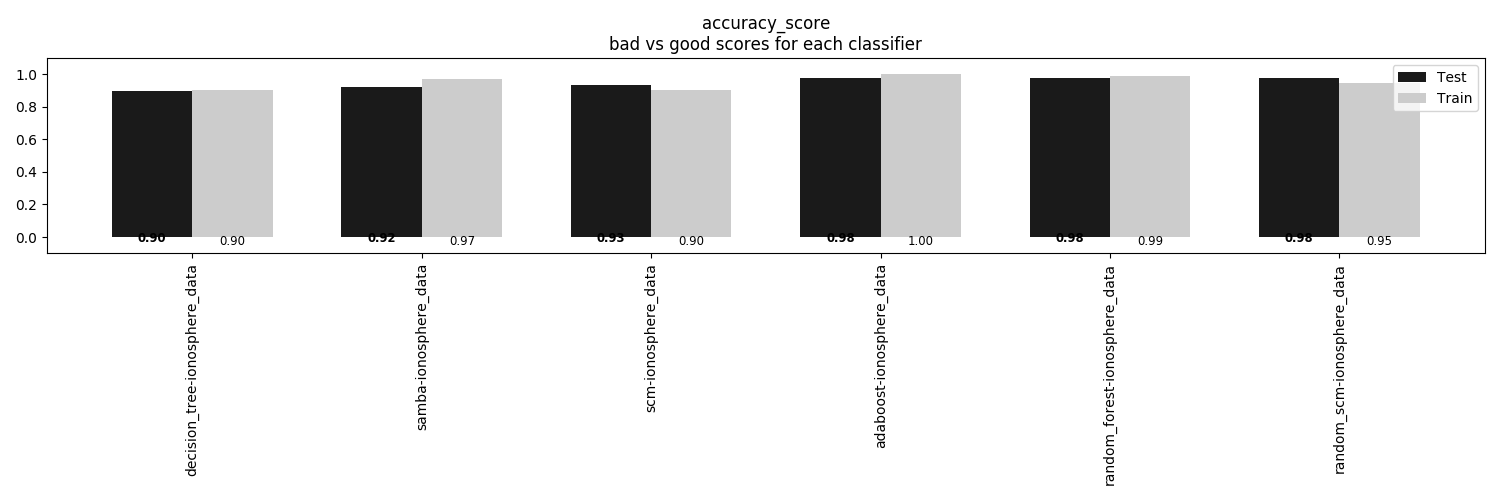 accuracy_score
bad vs good scores for each classifier
Test
Train
1.0
0.8
0.6
0.4
0.2
0.0
0.90 0.90 0.92 0.97 0.93 0.90 0.98 1.00 0.98 0.99 0.98 0.95
decision_tree-ionosphere_data
samba-ionosphere_data
scm-ionosphere_data
adaboost-ionosphere_data
random_forest-ionosphere_data
random_scm-ionosphere_data